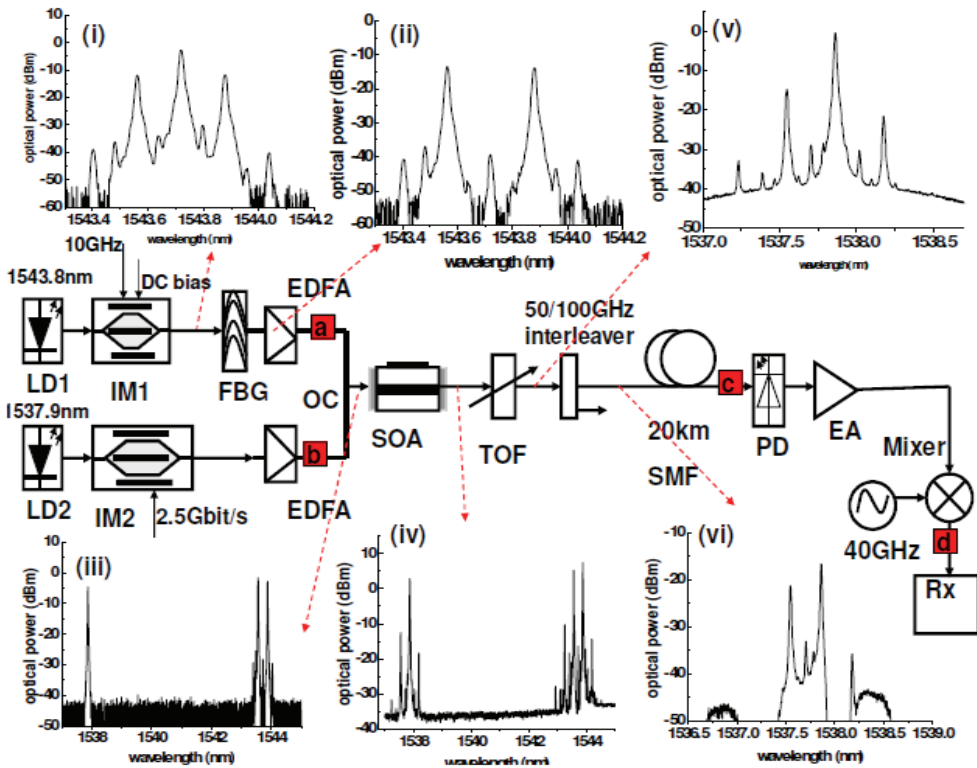 (i)
optical power (dBm)
10
0
-10
-20
-30
-40
-50
-60
1543.4 1543.6 1543.8 1544.0 1544.2
wavelength (nm)
(ii)
optical power (dBm)
0
-10
-20
-30
-40
-50
-60
1543.4 1543.6 1543.8 1544.0 1544.2
wavelength (nm)
(v)
optical power (dBm)
0
-10
-20
-30
-40
-50
1537.0 1537.5 1538.0 1538.5
wavelength (nm)
10GHz
DC bias
1543.8nm
LD1
IM1
FBG
EDFA
a
OC
1537.9nm
LD2
IM2
2.5Gbit/s
b
EDFA
SOA
TOF
50/100GHz
interleaver
20km
SMF
c
PD
EA
Mixer
40GHz
d
Rx
(iii)
optical power (dBm)
10
0
-10
-20
-30
-40
-50
1538 1540 1542 1544
wavelength (nm)
(iv)
optical power (dBm)
10
0
-10
-20
-30
-40
1538 1540 1542 1544
wavelength (nm)
(vi)
optical power (dBm)
-10
-20
-30
-40
-50
1536.5 1537.0 1537.5 1538.0 1538.5 1539.0
wavelength (nm)